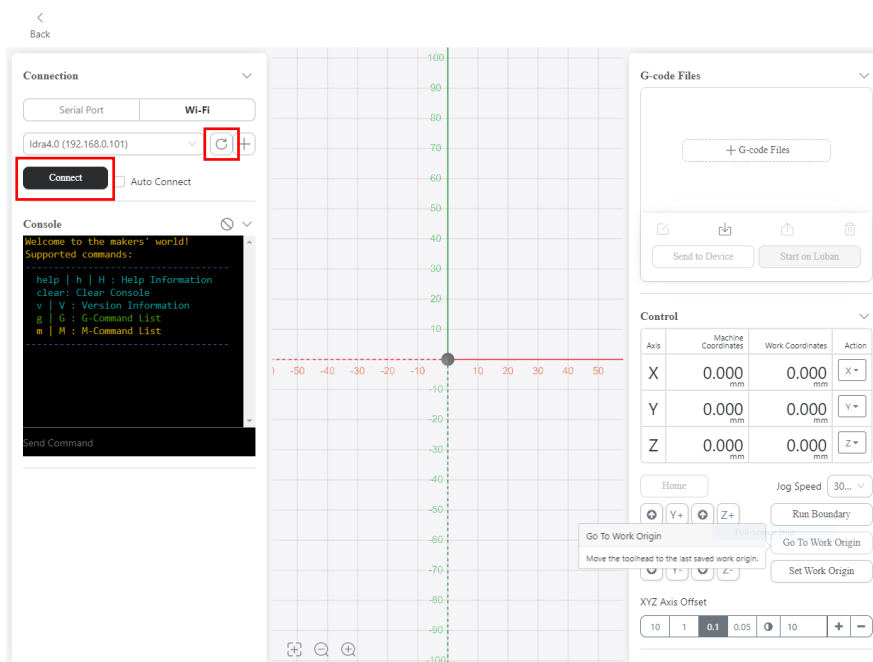 Back
Connection
Serial Port
Wi-Fi
Idra4.0 (192.168.0.101)
Connect
Auto Connect
Console
Welcome to the makers' world!
Supported commands:
help | h | H : Help Information
clear: Clear Console
v | V : Version Information
g | G : G-Command List
m | M : M-Command List
Send Command
100
90
80
70
60
50
40
30
20
10
-50 -40 -30 -20 -10 10 20 30 40 50
-10
-20
-30
-40
-50
-60
-70
-80
-90
-100
G-code Files
G-code Files
Send to Device
Start on Luban
Control
Axis
Machine
Coordinates
Work Coordinates
Action
X 0.000 mm 0.000 mm X
Y 0.000 mm 0.000 mm Y
Z 0.000 mm 0.000 mm Z
Home
Jog Speed
30...
Y+
Z+
Run Boundary
Go To Work Origin
Move the toolhead to the last saved work origin.
Go To Work Origin
Y-
Z-
Set Work Origin
XYZ Axis Offset
10 1 0.1 0.05 10 + −